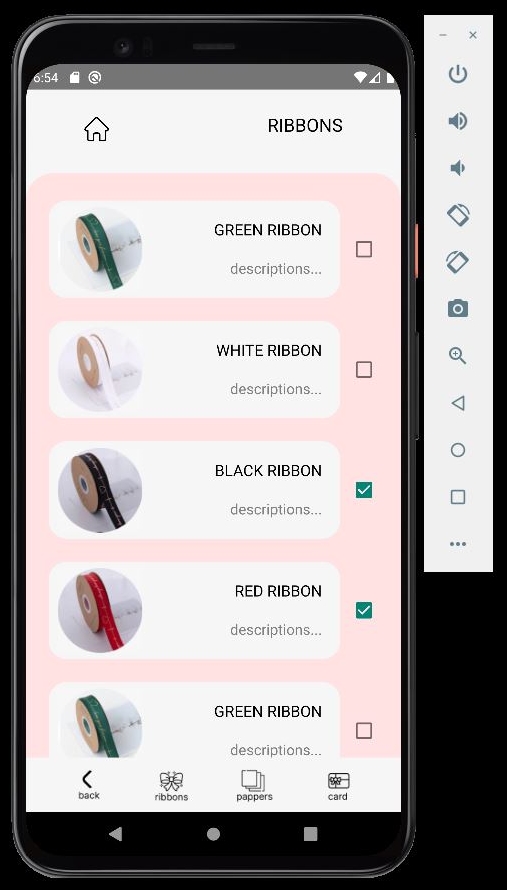 6:54
RIBBONS
GREEN RIBBON
descriptions...
WHITE RIBBON
descriptions...
BLACK RIBBON
descriptions...
RED RIBBON
descriptions...
GREEN RIBBON
descriptions...
back
ribbons
pappers
card